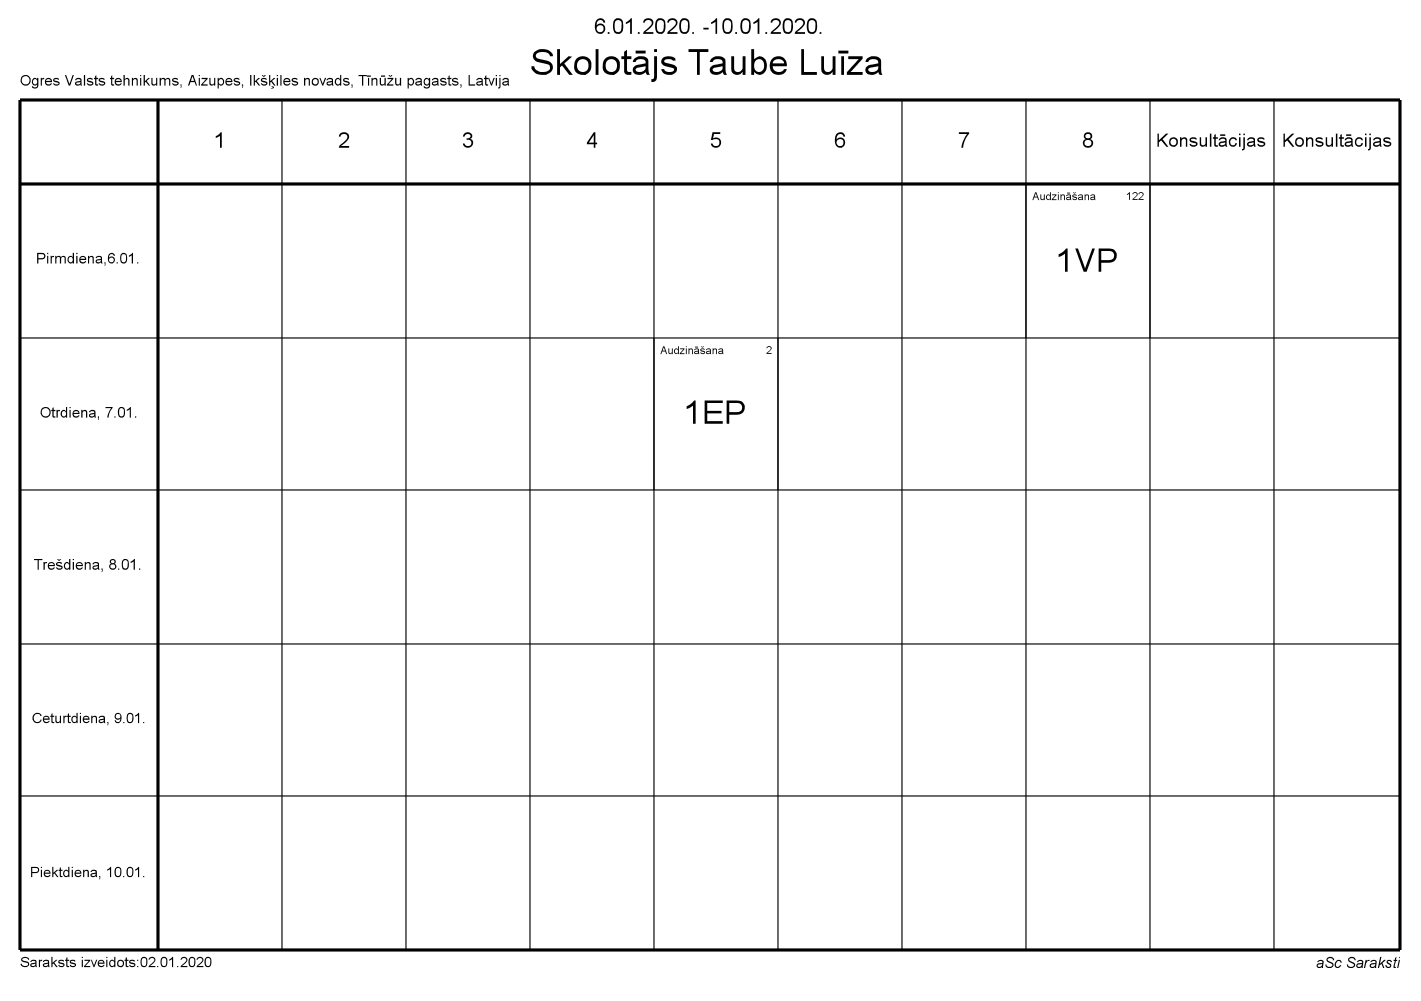 6.01.2020. -10.01.2020.
Skolotājs Taube Luīza
Ogres Valsts tehnikums, Aizupes, Ikšķiles novads, Tīnūžu pagasts, Latvija
1 2 3 4 5 6 7 8 Konsultācijas Konsultācijas
Audzināšana 122
Pirmdiena,6.01. 1VP
Audzināšana 2
Otrdiena, 7.01. 1EP
Trešdiena, 8.01.
Ceturtdiena, 9.01.
Piektdiena, 10.01.
Saraksts izveidots:02.01.2020 aSc Saraksti